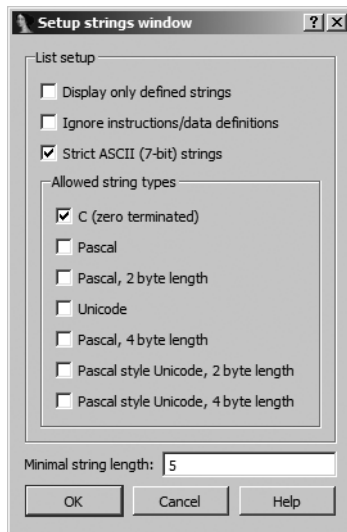 Setup strings window
List setup
Display only defined strings
Ignore instructions/data definitions
Strict ASCII (7-bit) strings
Allowed string types
C (zero terminated)
Pascal
Pascal, 2 byte length
Unicode
Pascal, 4 byte length
Pascal style Unicode, 2 byte length
Pascal style Unicode, 4 byte length
Minimal string length: 5
OK Cancel Help